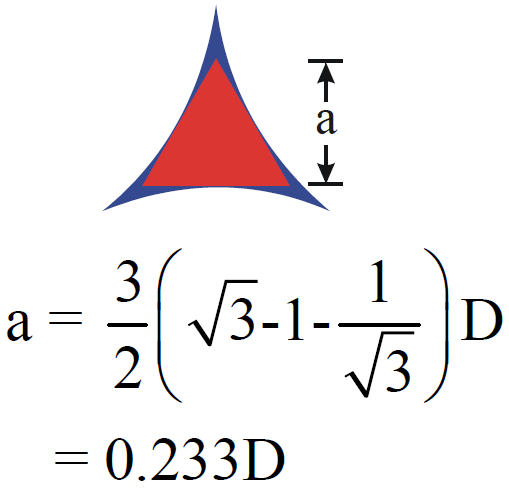 a
a = 3/2 ( √3-1-1/√3 ) D
= 0.233D